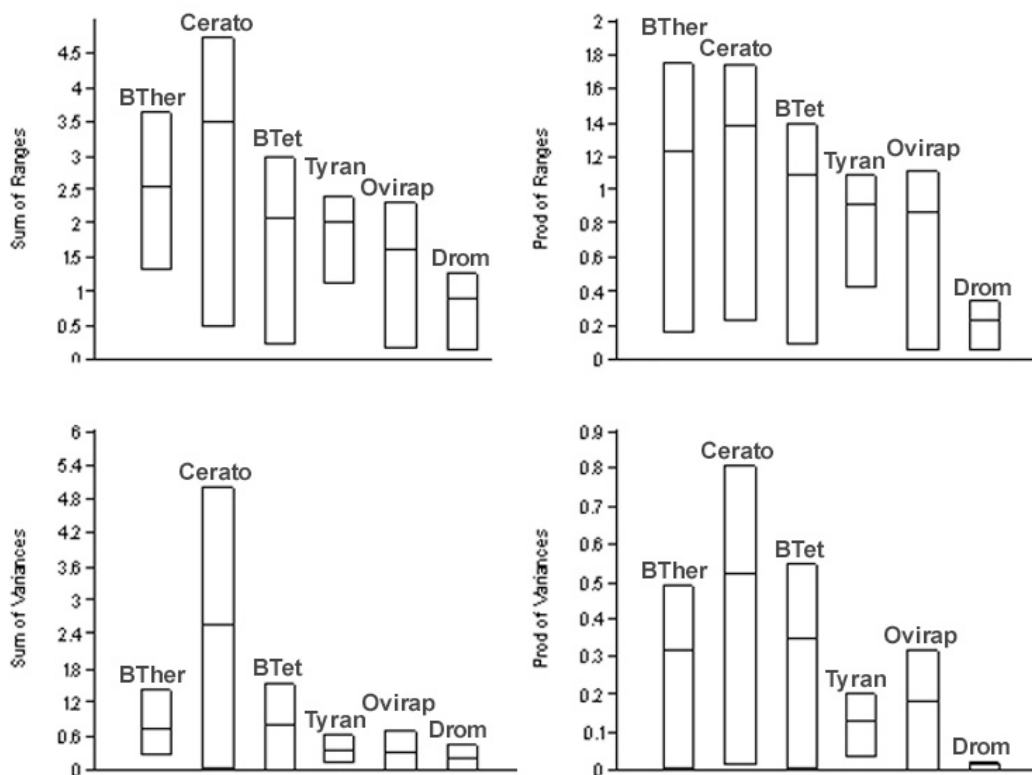 Sum of Ranges
4.5
4
3.5
3
2.5
2
1.5
1
0.5
0
BTher
Cerato
BTet
Tyran
Ovirap
Drom
Prod of Ranges
2
1.8
1.6
1.4
1.2
1
0.8
0.6
0.4
0.2
0
BTher
Cerato
BTet
Tyran
Ovirap
Drom
Sum of Variances
6
5.4
4.8
4.2
3.6
3
2.4
1.8
1.2
0.6
0
BTher
Cerato
BTet
Tyran
Ovirap
Drom
Prod of Variances
0.9
0.8
0.7
0.6
0.5
0.4
0.3
0.2
0.1
0
BTher
Cerato
BTet
Tyran
Ovirap
Drom